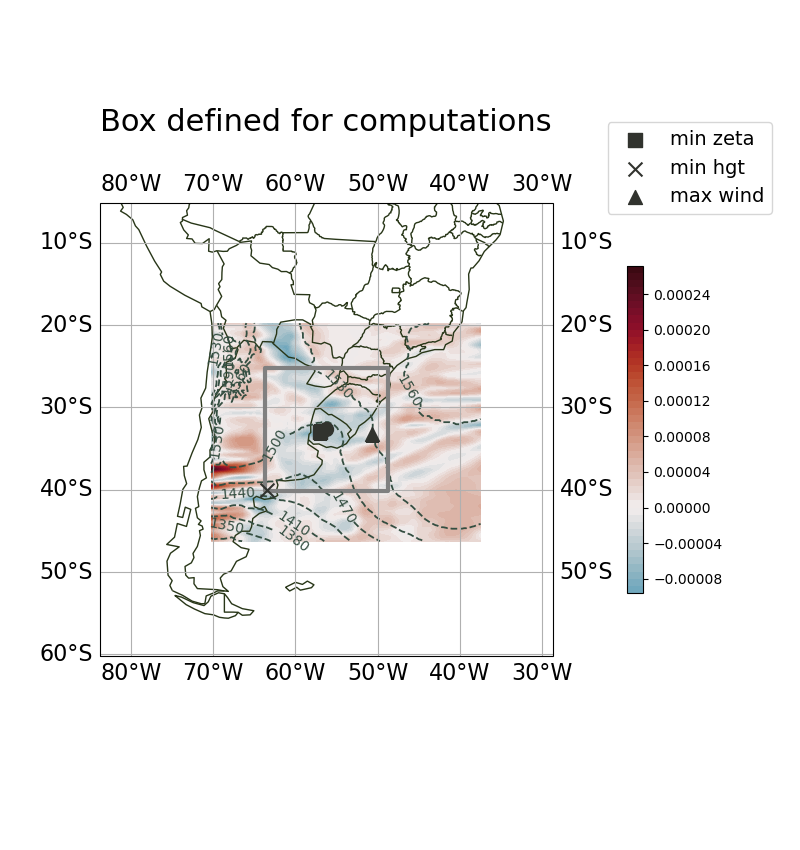 Box defined for computations
min zeta
min hgt
max wind
80°W 70°W 60°W 50°W 40°W 30°W
10°S 10°S
20°S 20°S
30°S 30°S
40°S 40°S
50°S 50°S
60°S
80°W 70°W 60°W 50°W 40°W 30°W
0.00024
0.00020
0.00016
0.00012
0.00008
0.00004
0.00000
−0.00004
−0.00008
1530
1560
1500
1530
1440
1470
1410
1350
1380